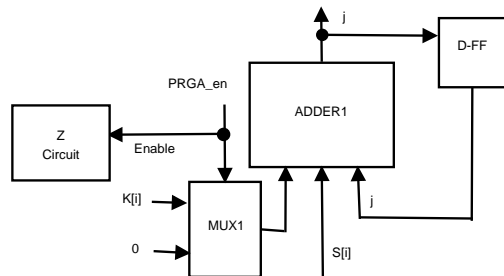 j
D-FF
PRGA_en
ADDER1
Z
Circuit
Enable
K[i]
j
MUX1
0
S[i]